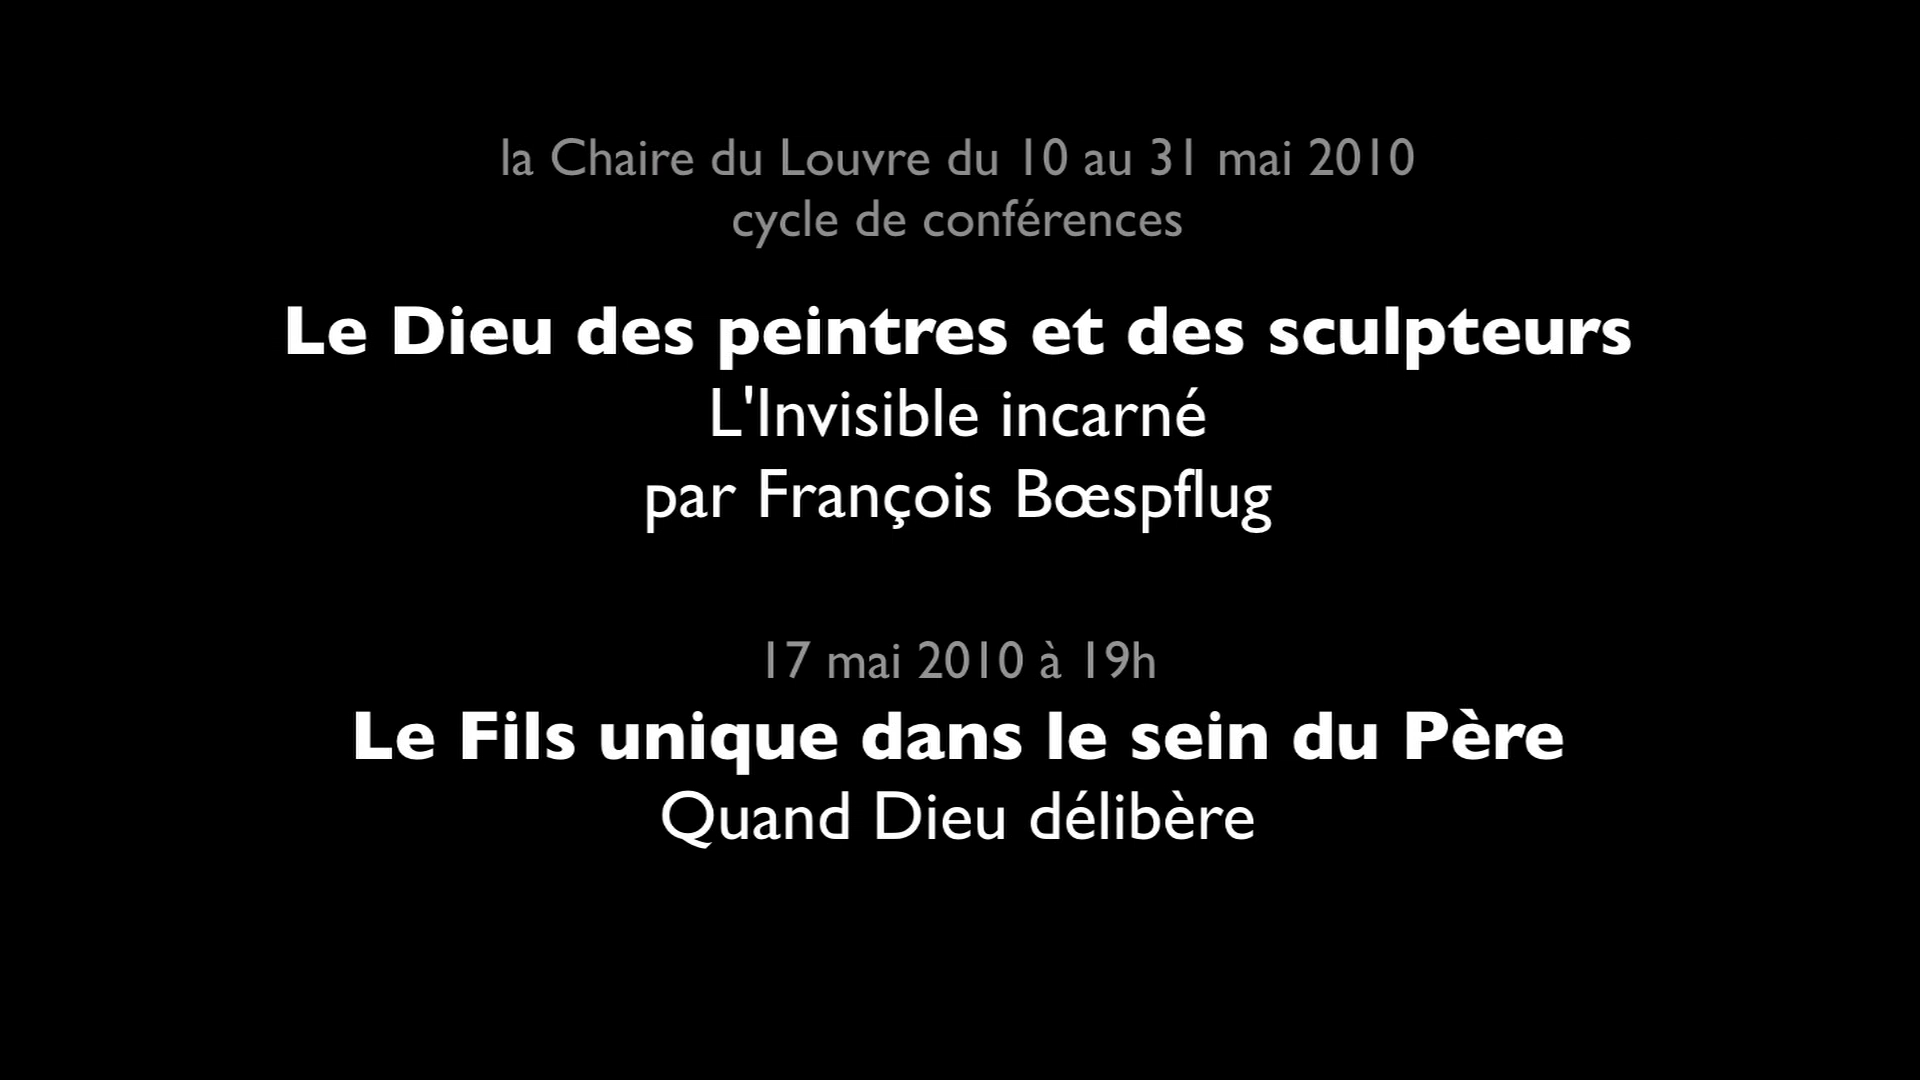 la Chaire du Louvre du 10 au 31 mai 2010
cycle de conférences
Le Dieu des peintres et des sculpteurs
L'Invisible incarné
par François Bœspflug
17 mai 2010 à 19h
Le Fils unique dans le sein du Père
Quand Dieu délibère